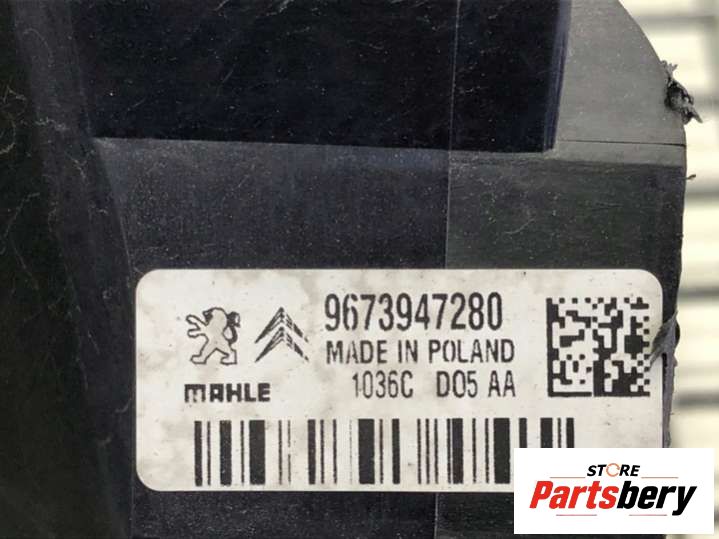 9673947280
MADE IN POLAND
MAHLE
1036C D05 AA
STORE
Partsbery